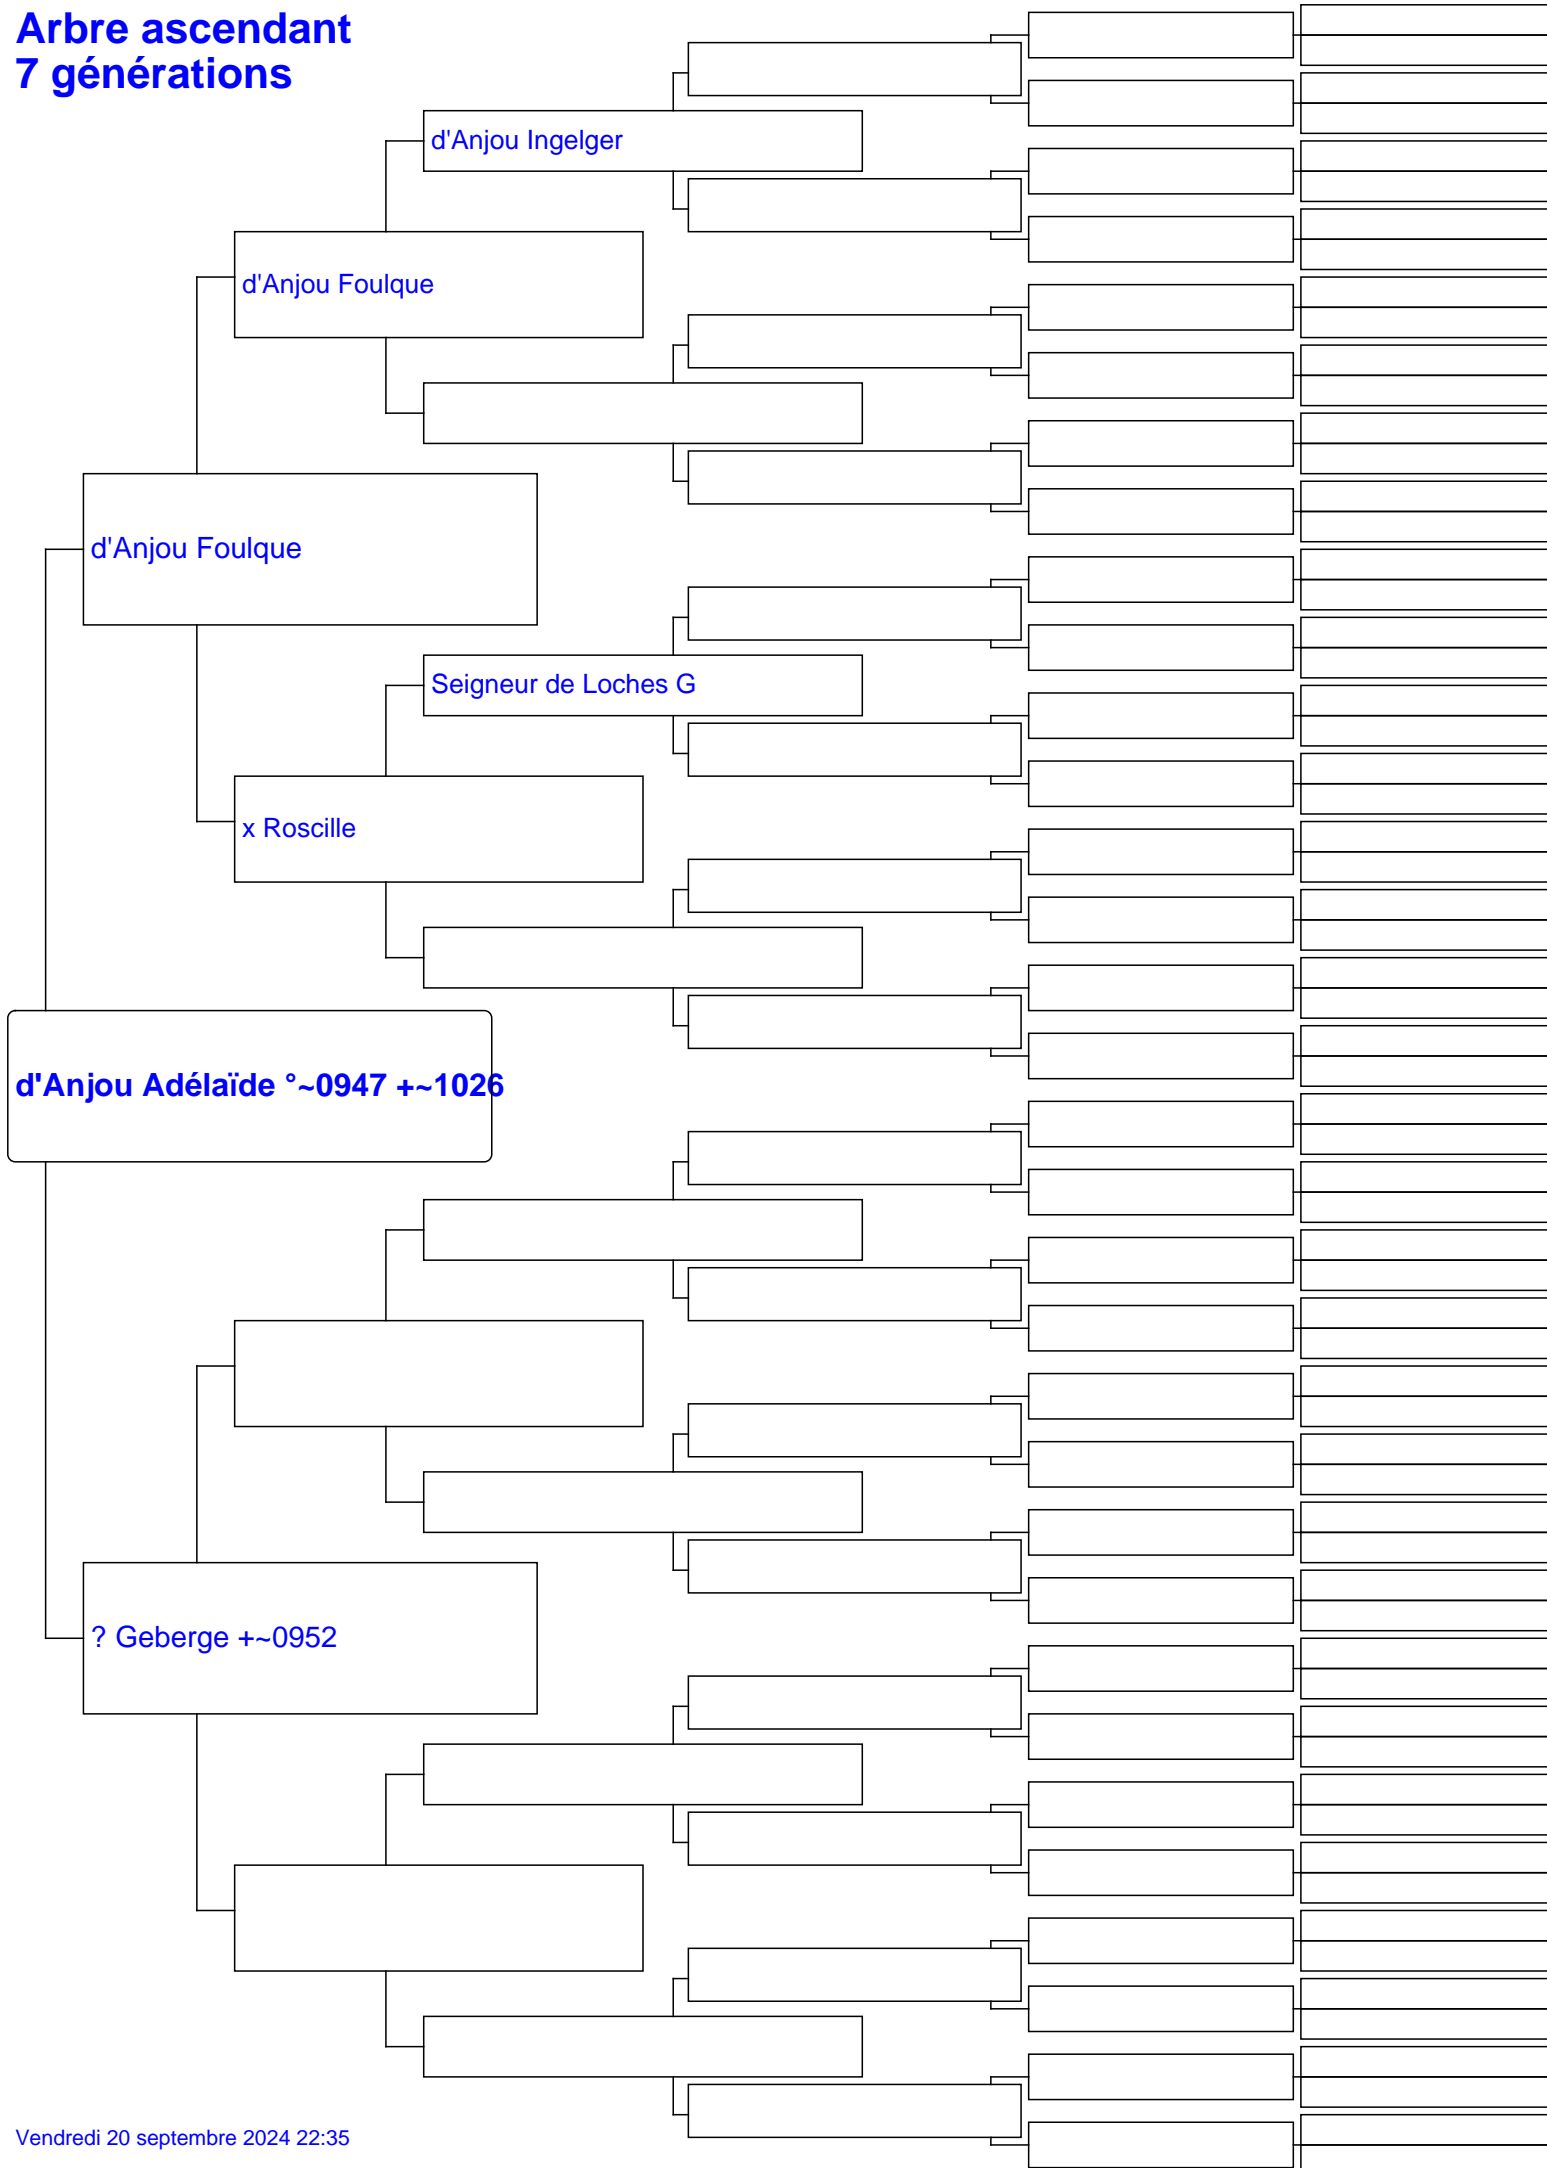 Arbre ascendant
7 générations
d'Anjou Ingelger
d'Anjou Foulque
d'Anjou Foulque
Seigneur de Loches G
x Roscille
d'Anjou Adélaïde °~0947 +~1026
? Geberge +~0952
Vendredi 20 septembre 2024 22:35